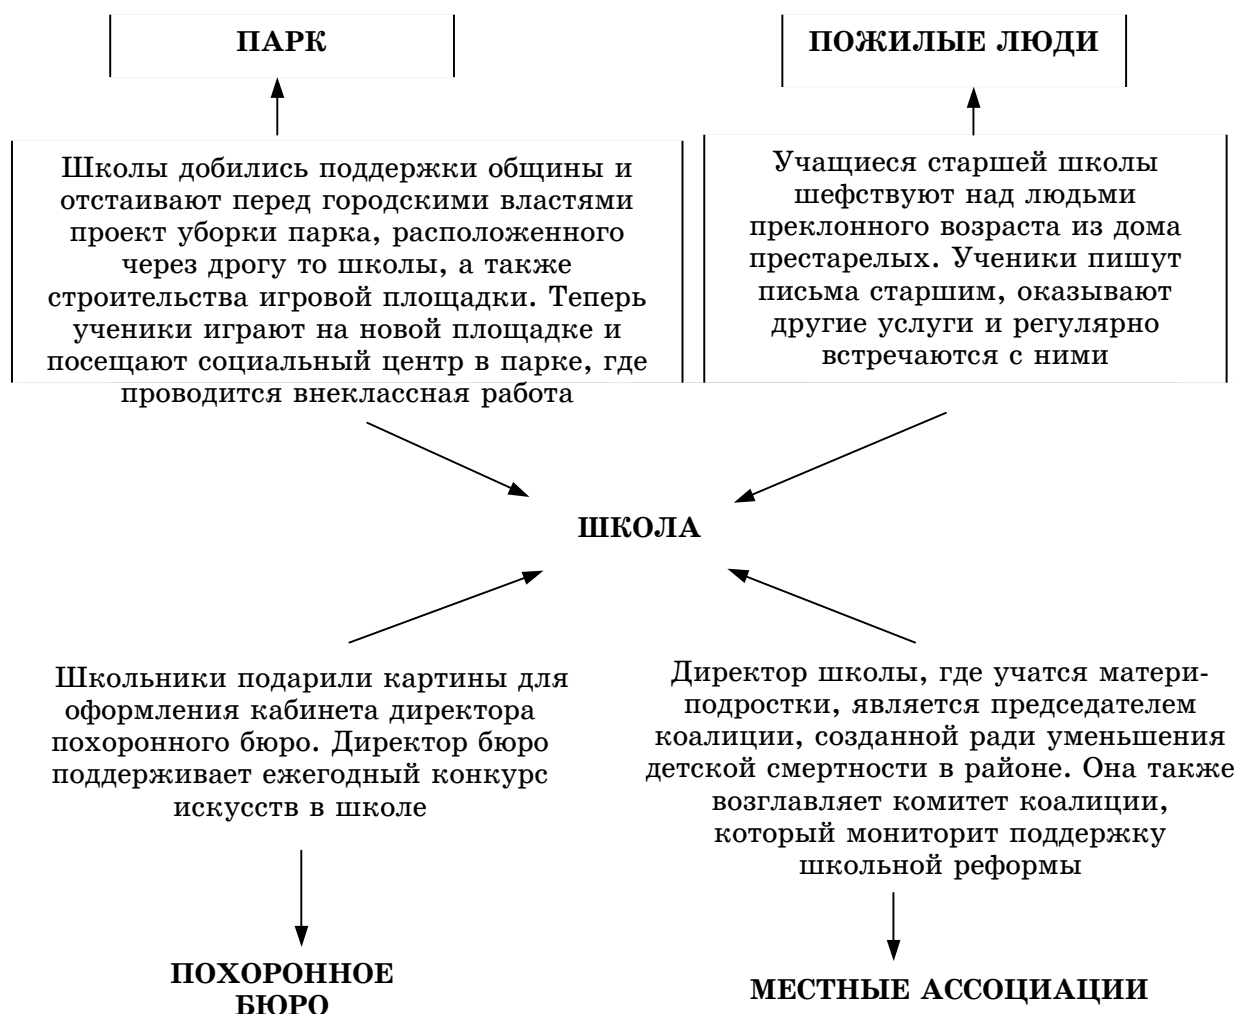 ПАРК
ПОЖИЛЫЕ ЛЮДИ
Школы добились поддержки общины и
отстаивают перед городскими властями
проект уборки парка, расположенного
через дрогу то школы, а также
строительства игровой площадки. Теперь
ученики играют на новой площадке и
посещают социальный центр в парке, где
проводится внеклассная работа
Учащиеся старшей школы
шефствуют над людьми
преклонного возраста из дома
престарелых. Ученики пишут
письма старшим, оказывают
другие услуги и регулярно
встречаются с ними
ШКОЛА
Школьники подарили картины для
оформления кабинета директора
похоронного бюро. Директор бюро
поддерживает ежегодный конкурс
искусств в школе
Директор школы, где учатся матери-
подростки, является председателем
коалиции, созданной ради уменьшения
детской смертности в районе. Она также
возглавляет комитет коалиции,
который мониторит поддержку
школьной реформы
ПОХОРОННОЕ
БЮРО
МЕСТНЫЕ АССОЦИАЦИИ